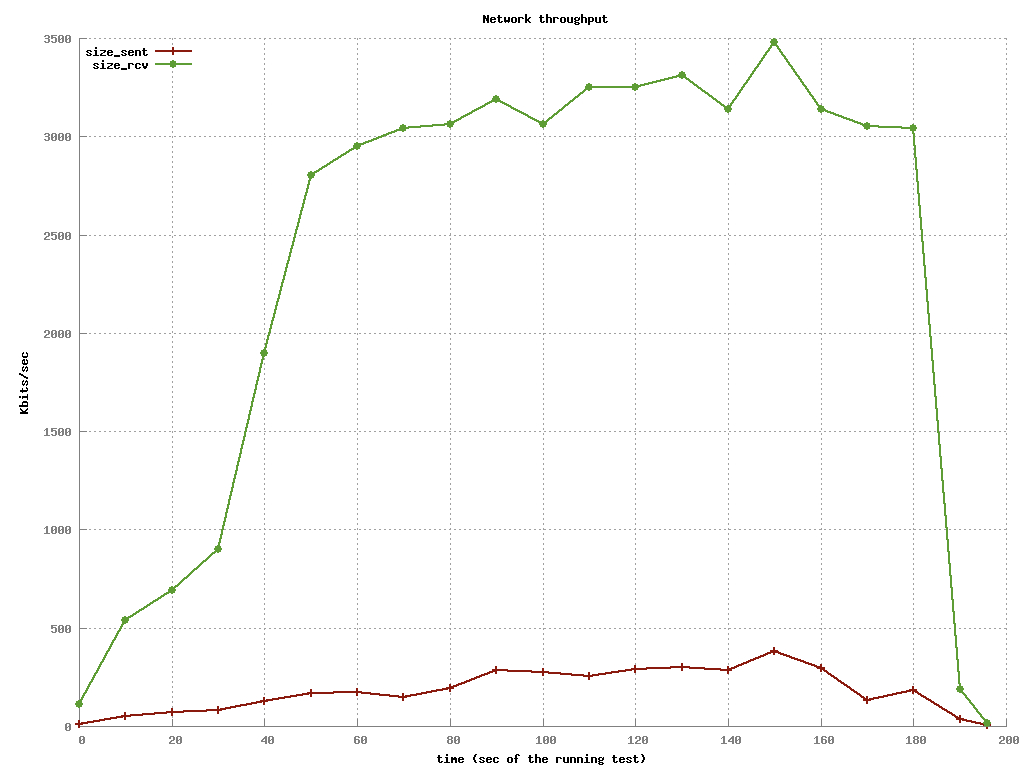 Network throughput
size_sent
size_rcv
3500
3000
2500
2000
1500
1000
500
0
Kbits/sec
0 20 40 60 80 100 120 140 160 180 200
time (sec of the running test)